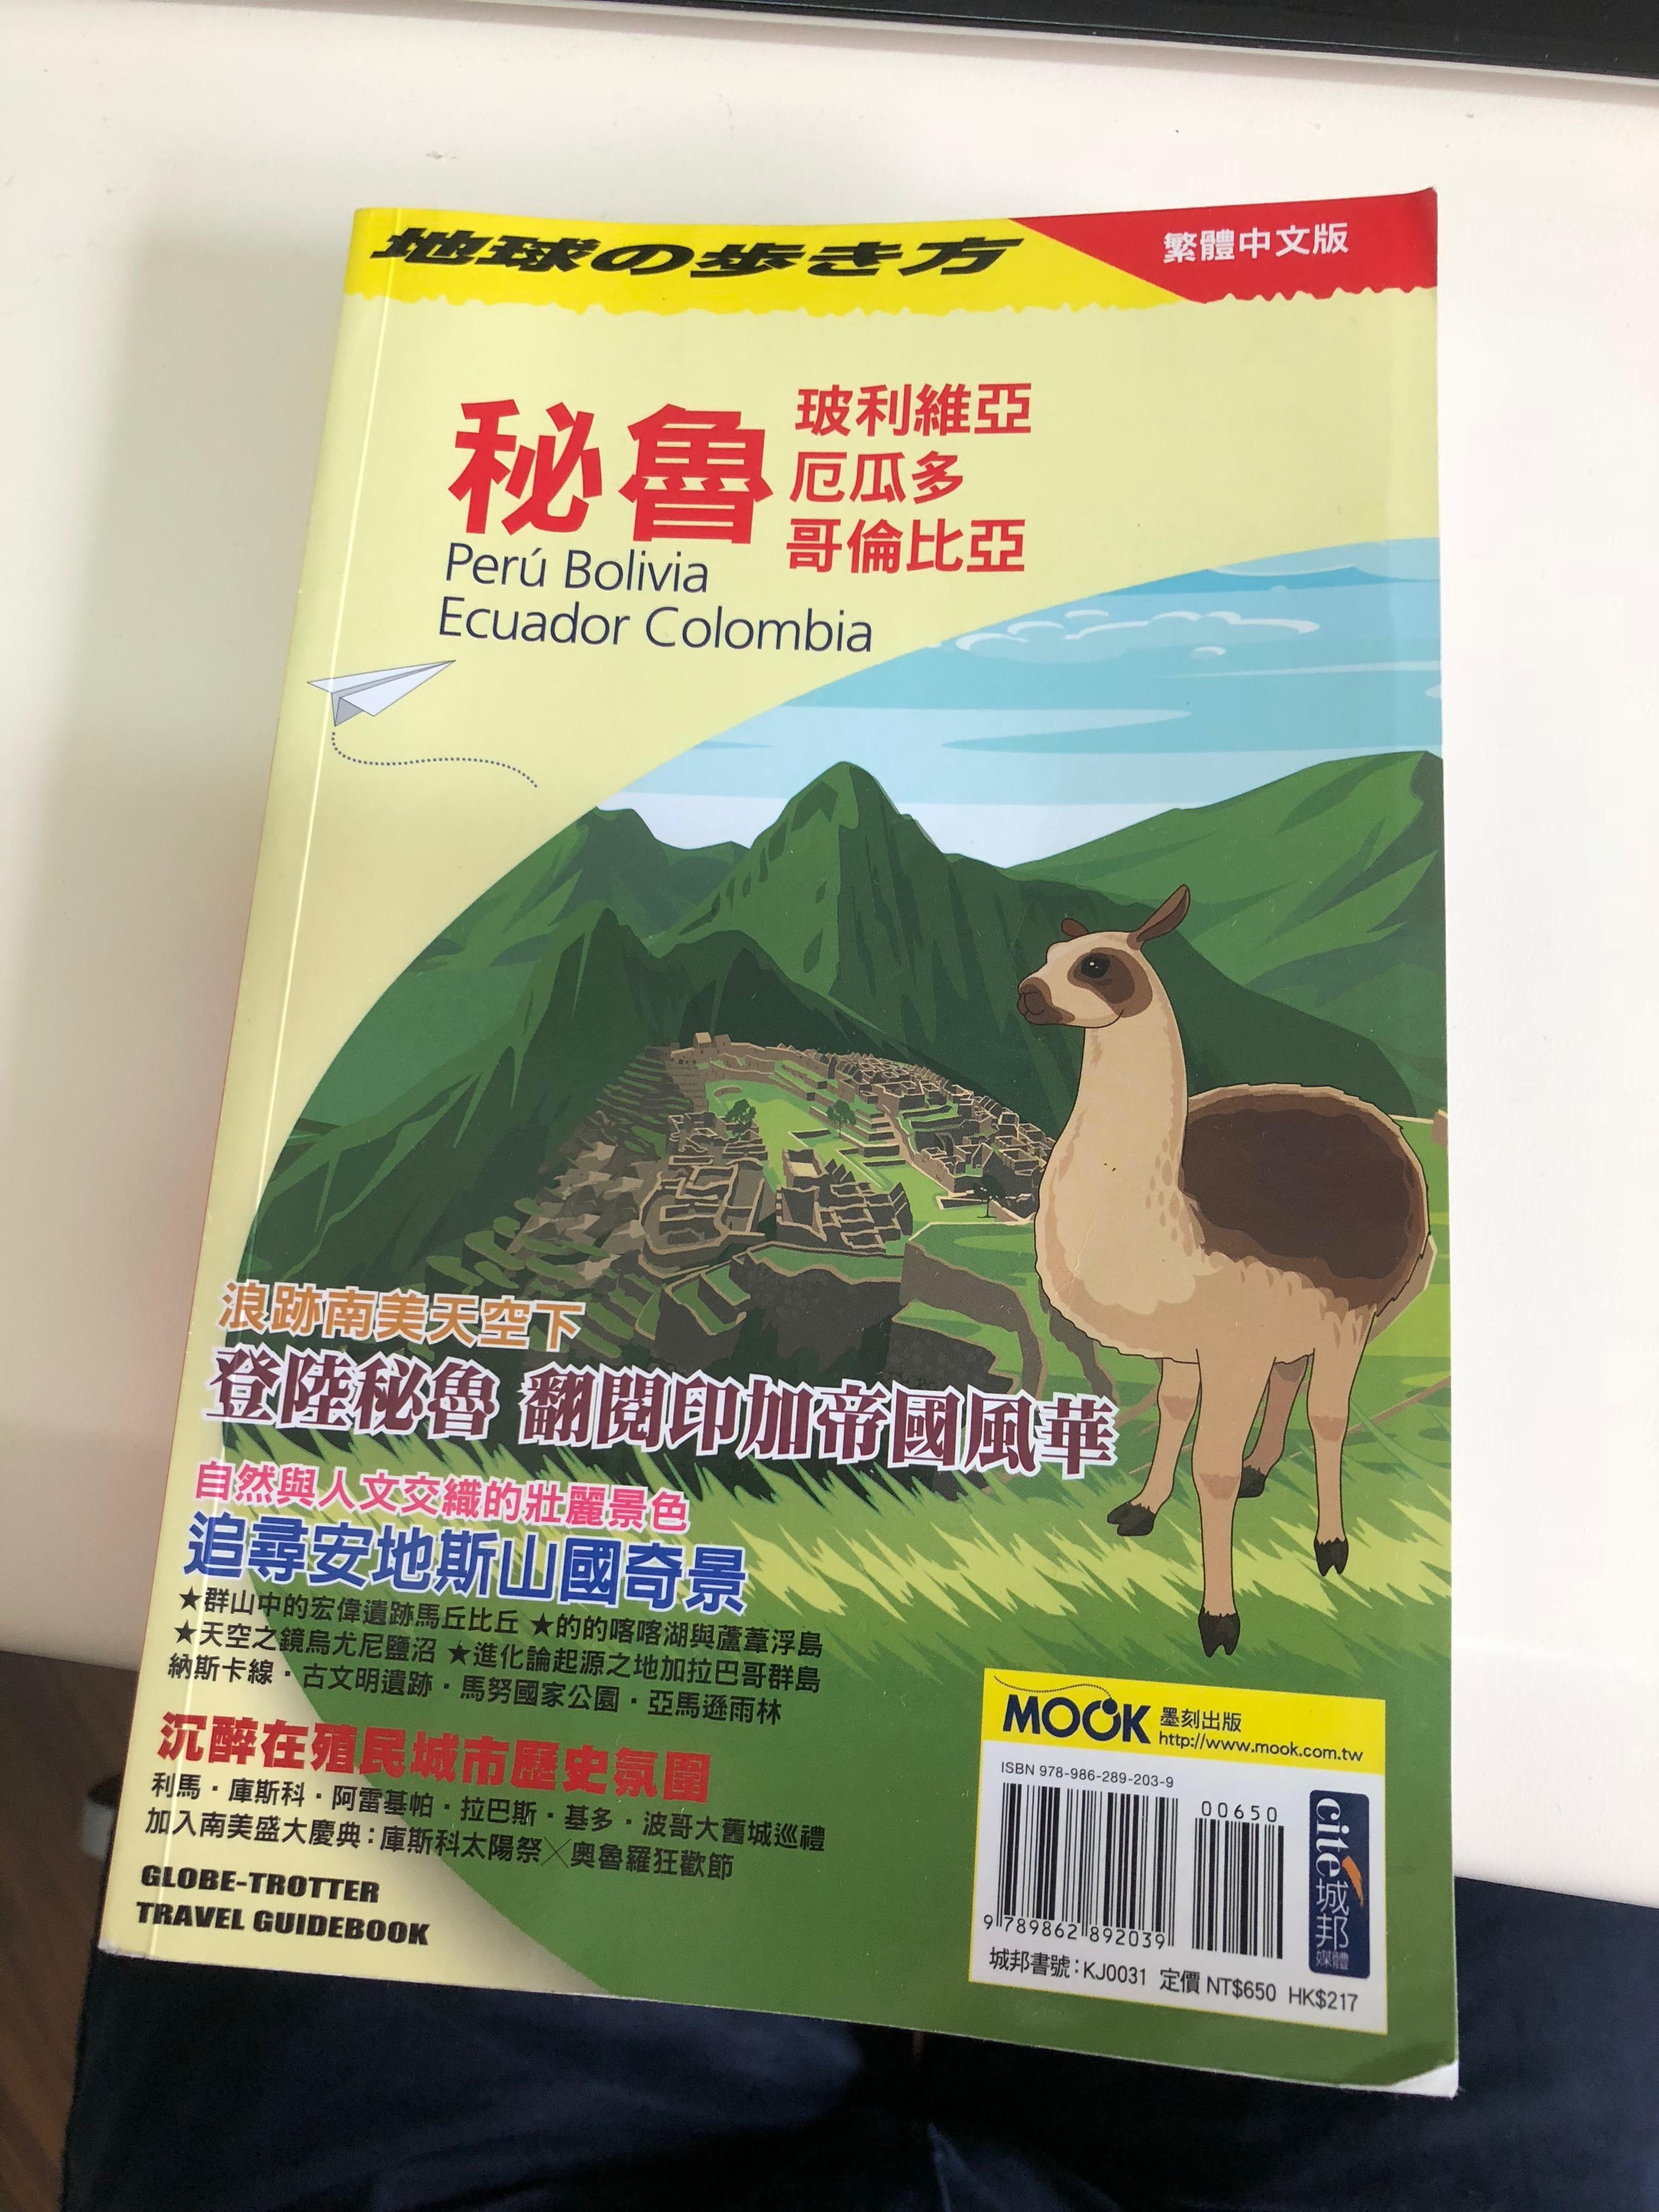 地球の歩き方
繁體中文版
秘魯
玻利維亞
厄瓜多
哥倫比亞
Perú Bolivia
Ecuador Colombia
浪跡南美天空下
登陸秘魯 翻閱印加帝國風華
自然與人文交織的壯麗景色
追尋安地斯山國奇景
★群山中的宏偉遺跡馬丘比丘 ★的的喀喀湖與蘆葦浮島
★天空之鏡烏尤尼鹽沼 ★進化論起源之地加拉巴哥群島
納斯卡線・古文明遺跡・馬努國家公園・亞馬遜雨林
沉醉在殖民城市歷史氛圍
利馬・庫斯科・阿雷基帕・拉巴斯・基多・波哥大舊城巡禮
加入南美盛大慶典：庫斯科太陽祭╳奧魯羅狂歡節
GLOBE-TROTTER
TRAVEL GUIDEBOOK
MOOK 墨刻出版
http://www.mook.com.tw
ISBN 978-986-289-203-9
00650
9 789862 892039
cité城邦 媒體
城邦書號：KJ0031 定價 NT$650 HK$217